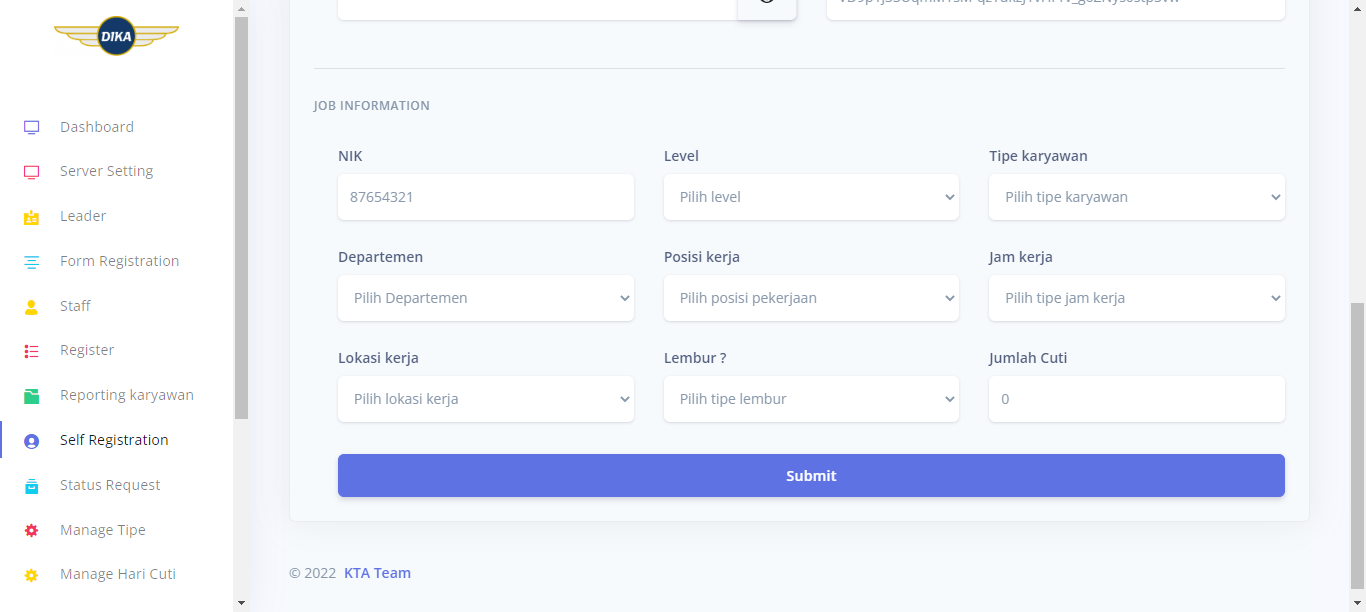 DIKA
Dashboard
Server Setting
Leader
Form Registration
Staff
Register
Reporting karyawan
Self Registration
Status Request
Manage Tipe
Manage Hari Cuti
JOB INFORMATION
NIK Level Tipe karyawan
87654321 Pilih level Pilih tipe karyawan
Departemen Posisi kerja Jam kerja
Pilih Departemen Pilih posisi pekerjaan Pilih tipe jam kerja
Lokasi kerja Lembur ? Jumlah Cuti
Pilih lokasi kerja Pilih tipe lembur 0
Submit
© 2022 KTA Team